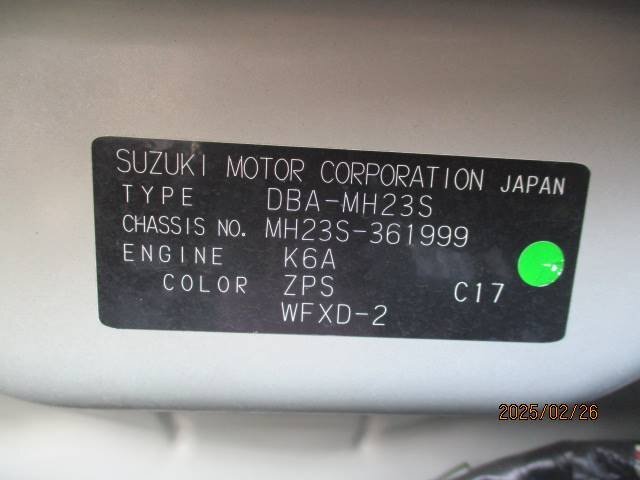 SUZUKI MOTOR CORPORATION JAPAN
TYPE DBA-MH23S
CHASSIS NO. MH23S-361999
ENGINE K6A
COLOR ZPS C17
WFXD-2
2025/02/26